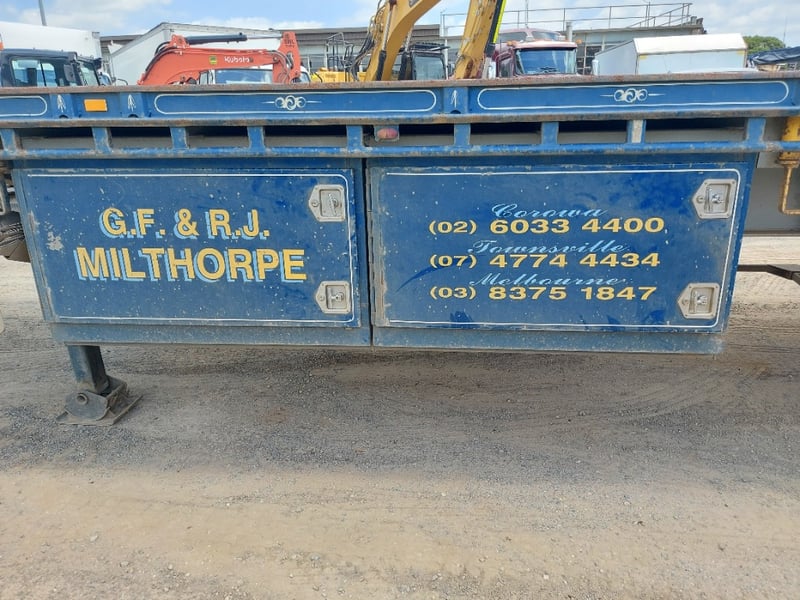 KUBOTA
G.F. & R.J.
MILTHORPE
Corowa
(02) 6033 4400
Townsville
(07) 4774 4434
Melbourne
(03) 8375 1847